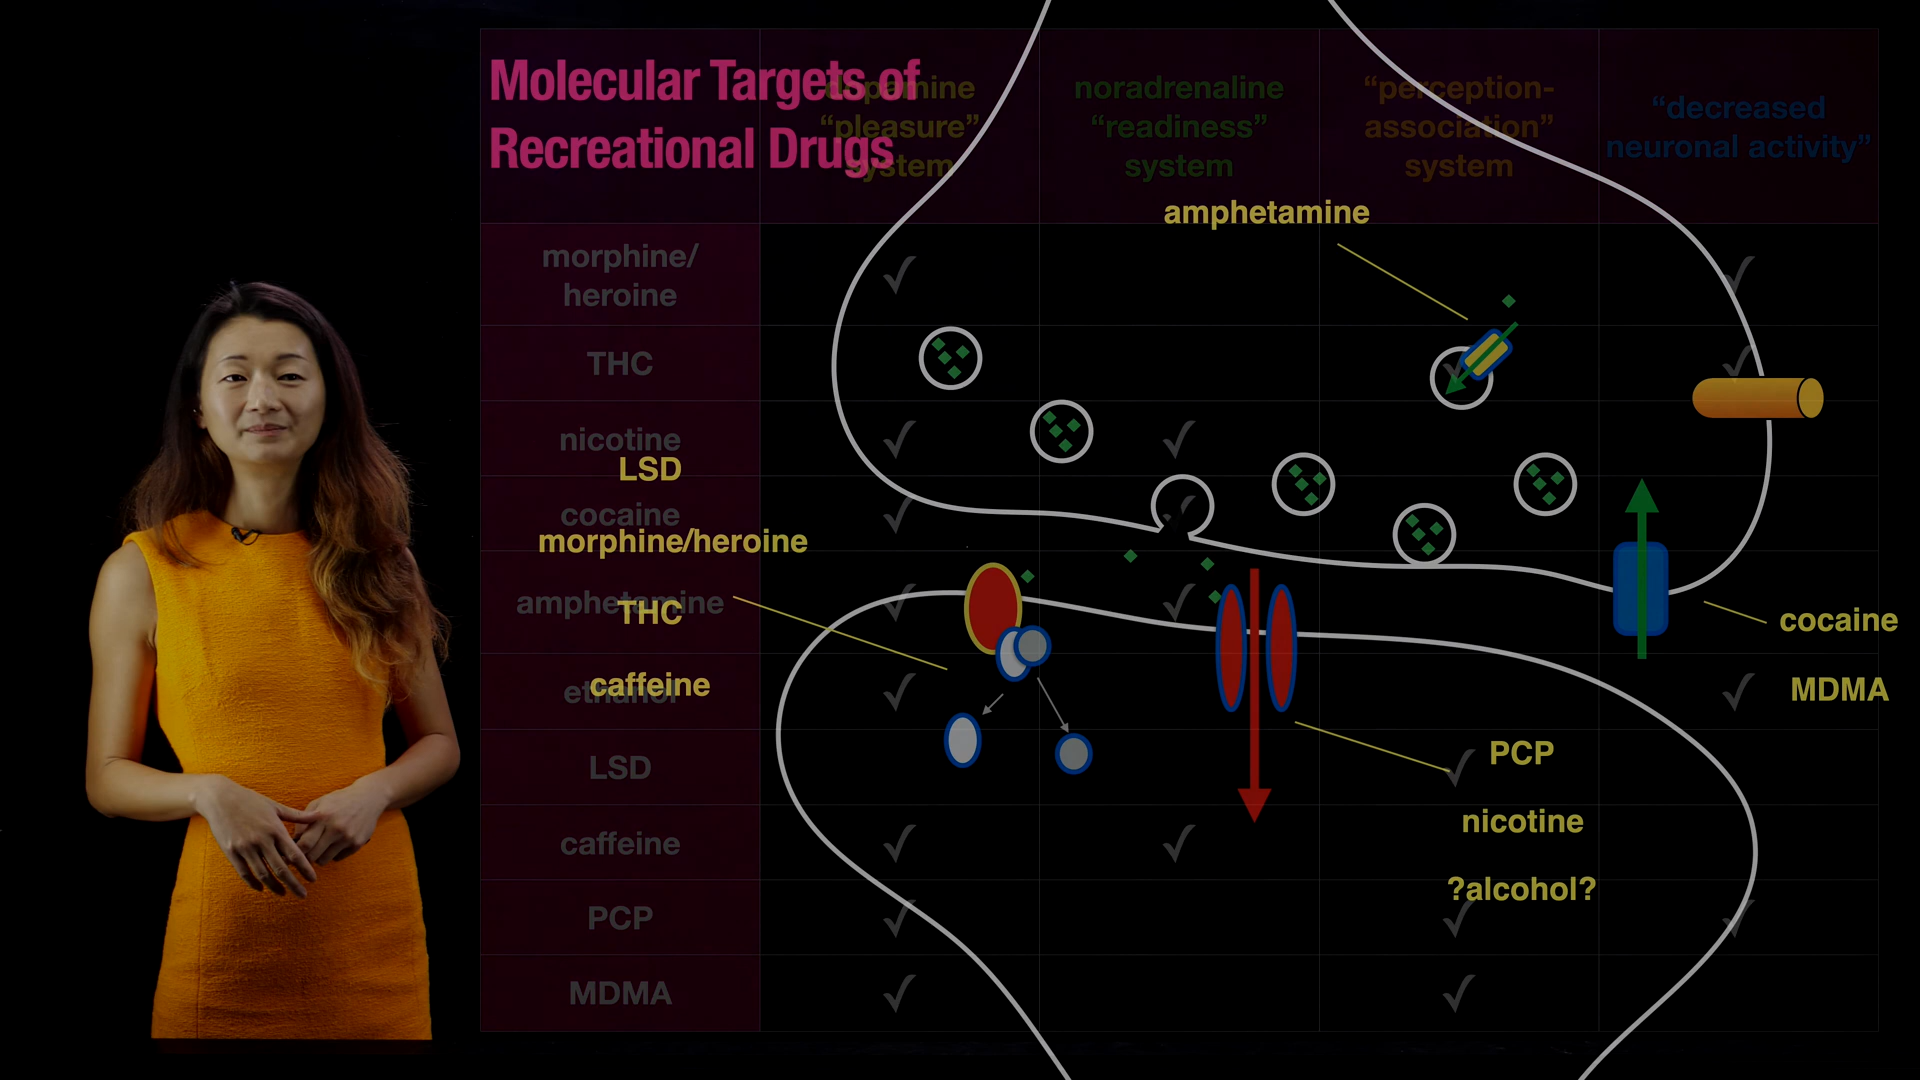 Molecular Targets of
Recreational Drugs
dopamine
“pleasure”
system
noradrenaline
“readiness”
system
“perception-
association”
system
“decreased
neuronal activity”
amphetamine
morphine/
heroine
THC
nicotine
LSD
cocaine
morphine/heroine
amphetamine
THC
ethanol
caffeine
LSD
caffeine
PCP
MDMA
cocaine
MDMA
PCP
nicotine
?alcohol?